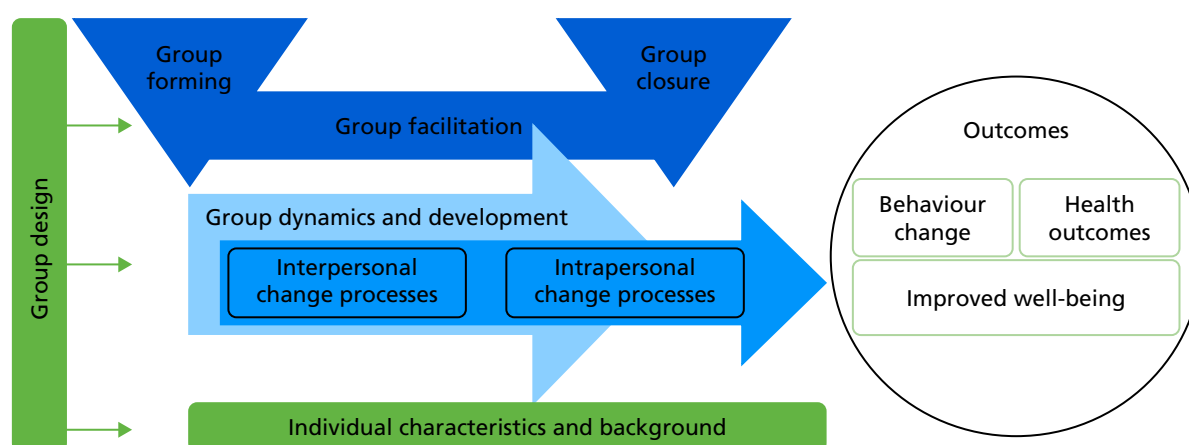 Group design
Group
forming
Group
closure
Group facilitation
Group dynamics and development
Interpersonal
change processes
Intrapersonal
change processes
Individual characteristics and background
Outcomes
Behaviour
change
Health
outcomes
Improved well-being